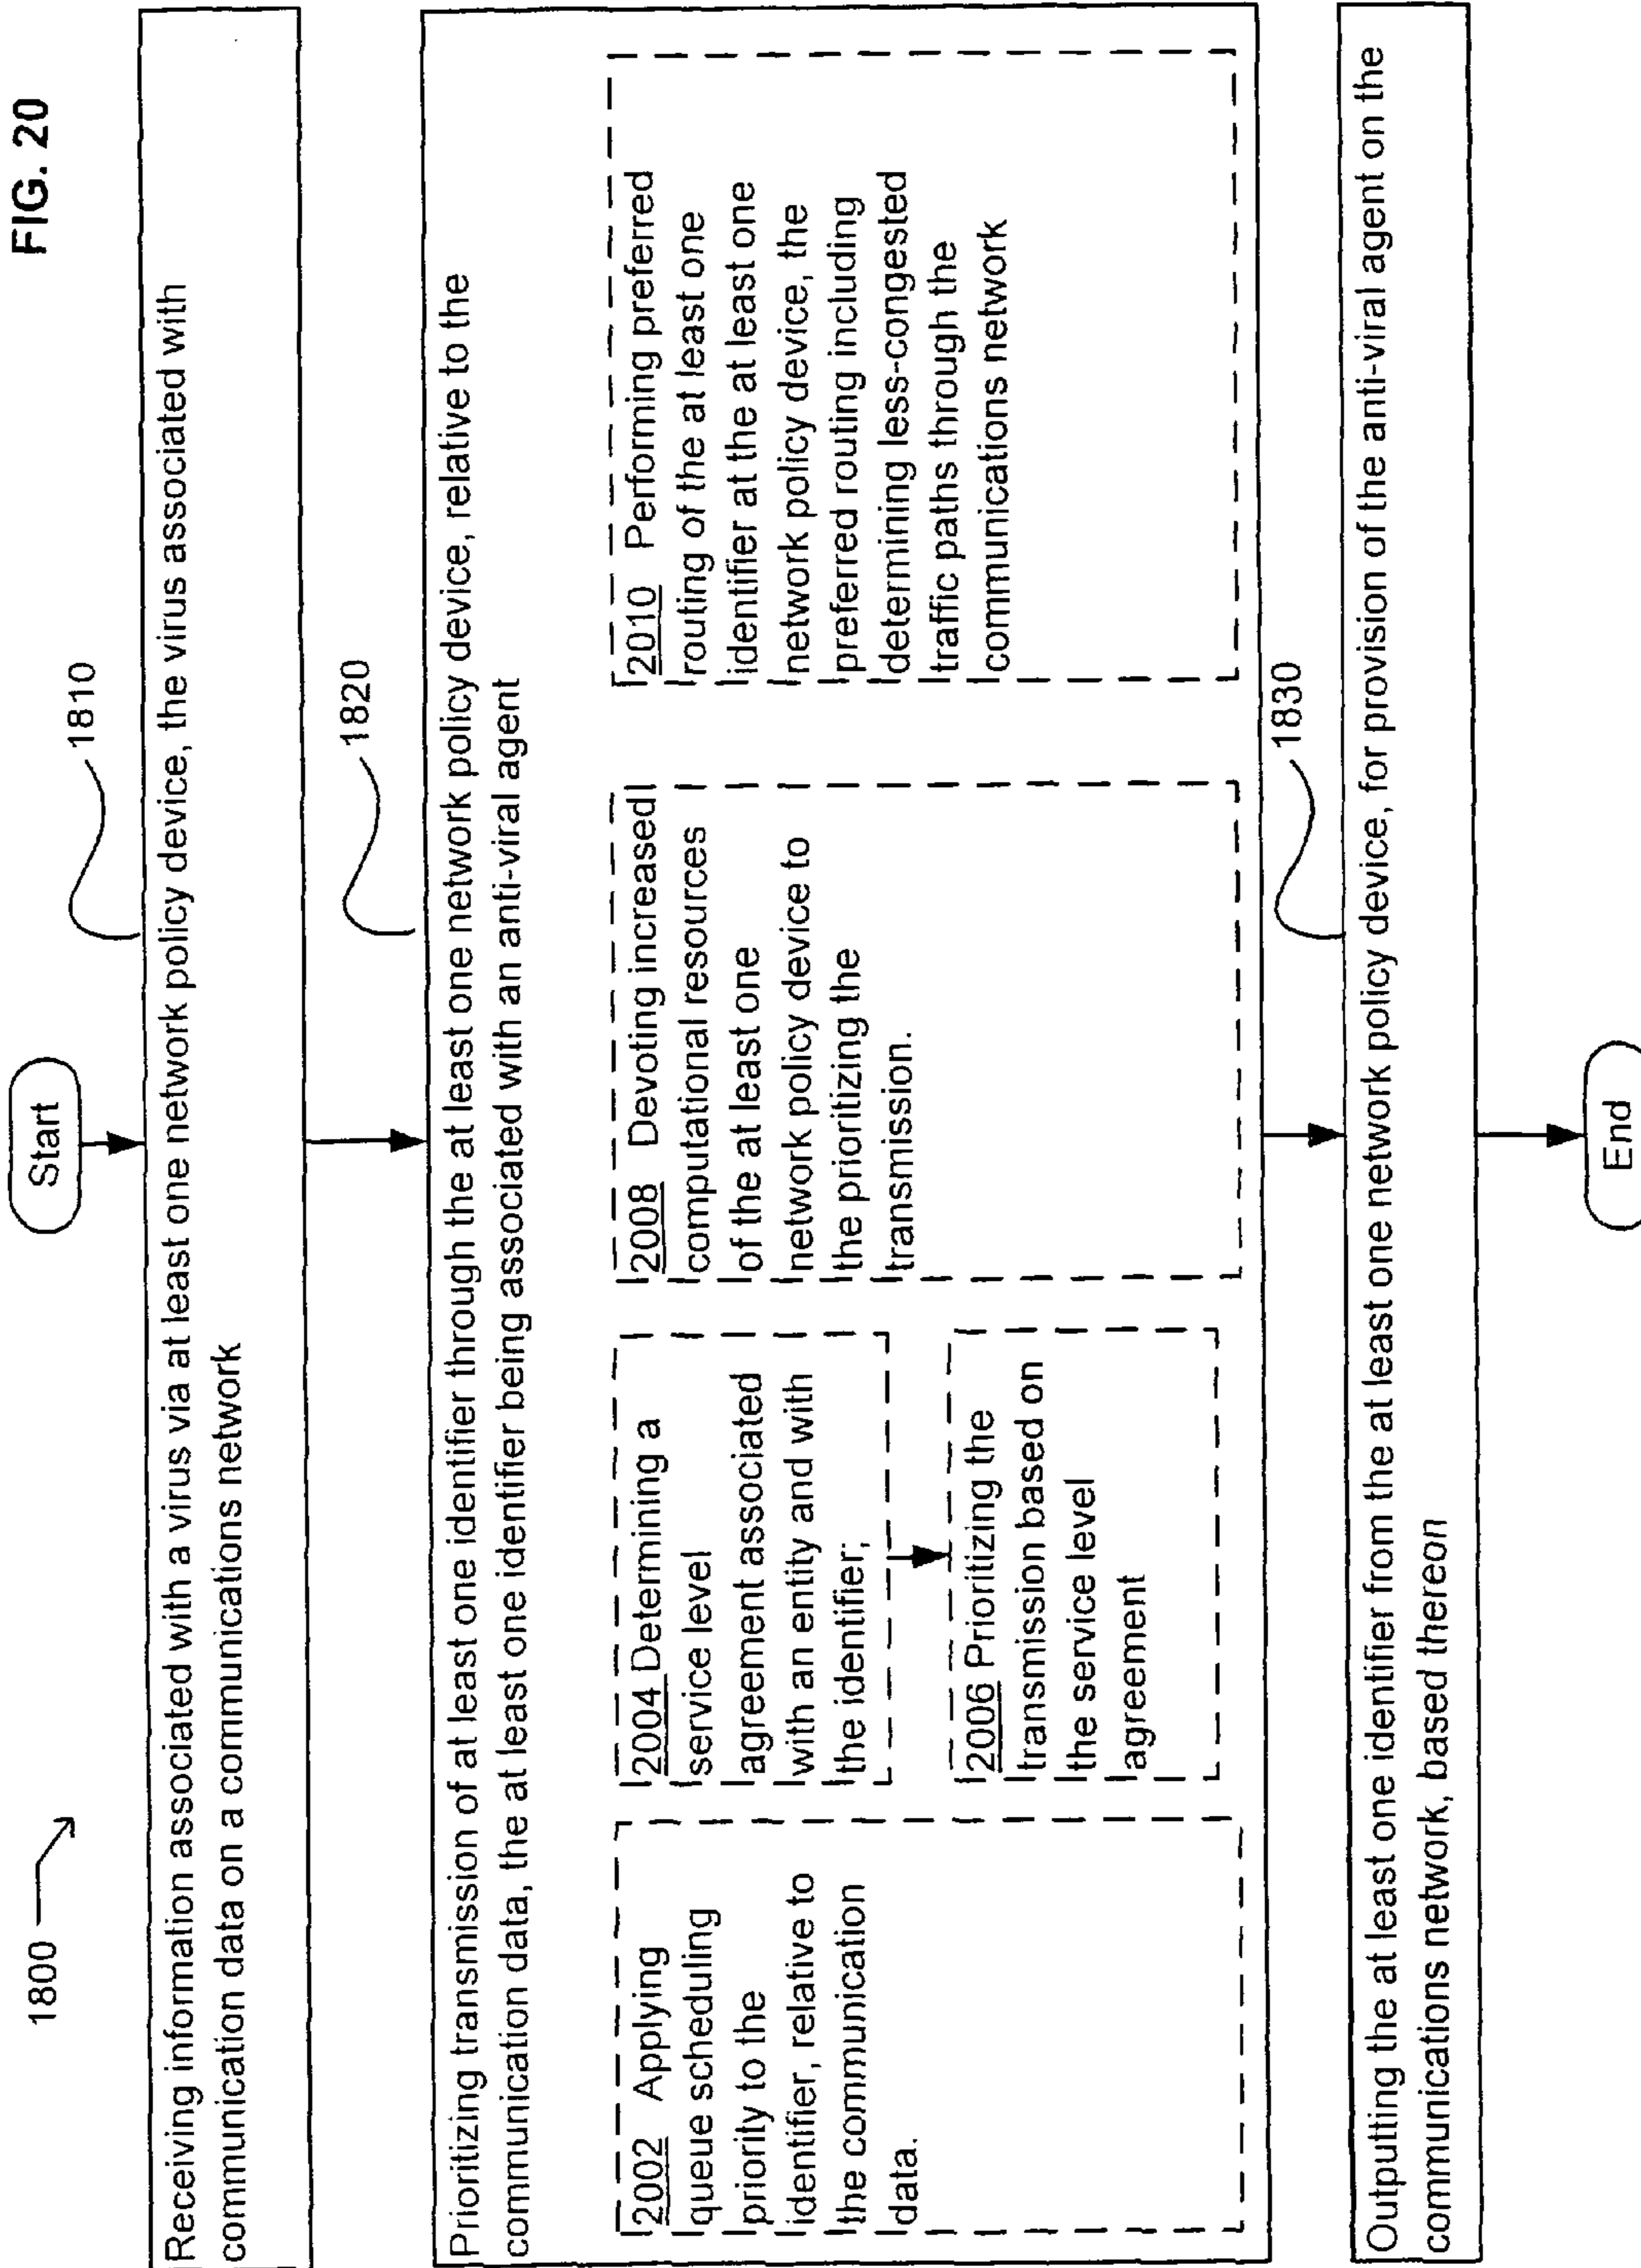 FIG. 20
1800
Start
1810
Receiving information associated with a virus via at least one network policy device, the virus associated with
communication data on a communications network
1820
Prioritizing transmission of at least one identifier through the at least one network policy device, relative to the
communication data, the at least one identifier being associated with an anti-viral agent
2002 Applying
queue scheduling
priority to the
identifier, relative to
the communication
data.
2004 Determining a
service level
agreement associated
with an entity and with
the identifier;
2006 Prioritizing the
transmission based on
the service level
agreement
2008 Devoting increased
computational resources
of the at least one
network policy device to
the prioritizing the
transmission.
2010 Performing preferred
routing of the at least one
identifier at the at least one
network policy device, the
preferred routing including
determining less-congested
traffic paths through the
communications network
1830
Outputing the at least one identifier from the at least one network policy device, for provision of the anti-viral agent on the
communications network, based thereon
End